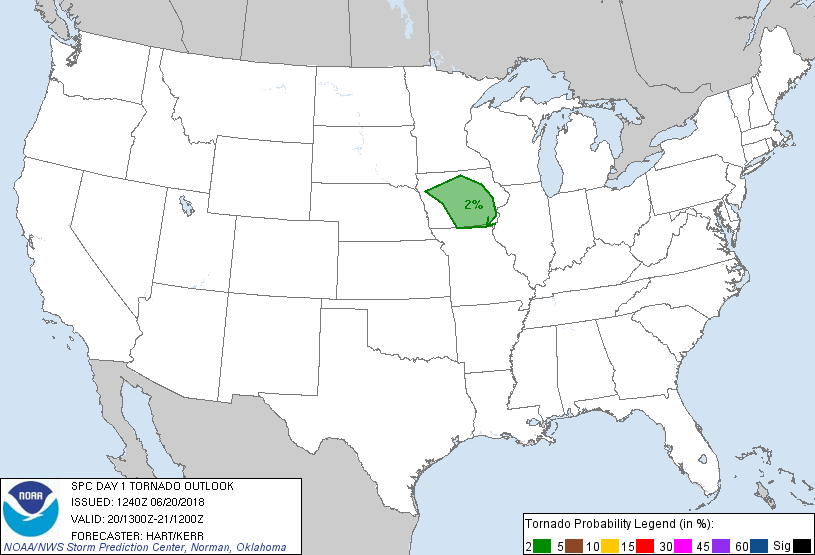 2%
NOAA
SPC DAY 1 TORNADO OUTLOOK
ISSUED: 1240Z 06/20/2018
VALID: 20/1300Z-21/1200Z
FORECASTER: HART/KERR
NOAA/NWS Storm Prediction Center, Norman, Oklahoma
Tornado Probability Legend (in %):
2 5 10 15 30 45 60 Sig